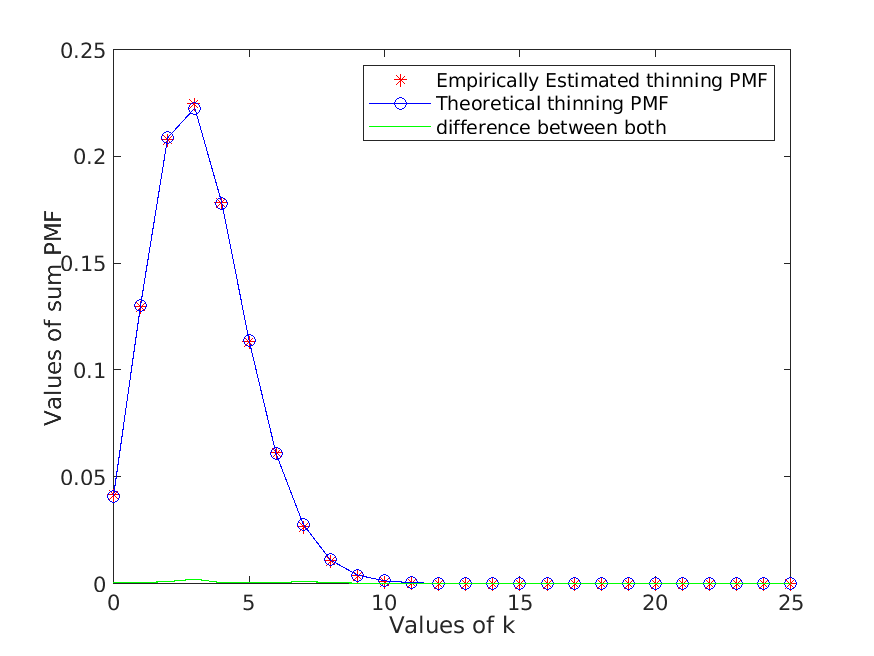 0.25
0.2
0.15
0.1
0.05
0
0 5 10 15 20 25
Values of k
Values of sum PMF
Empirically Estimated thinning PMF
Theoretical thinning PMF
difference between both